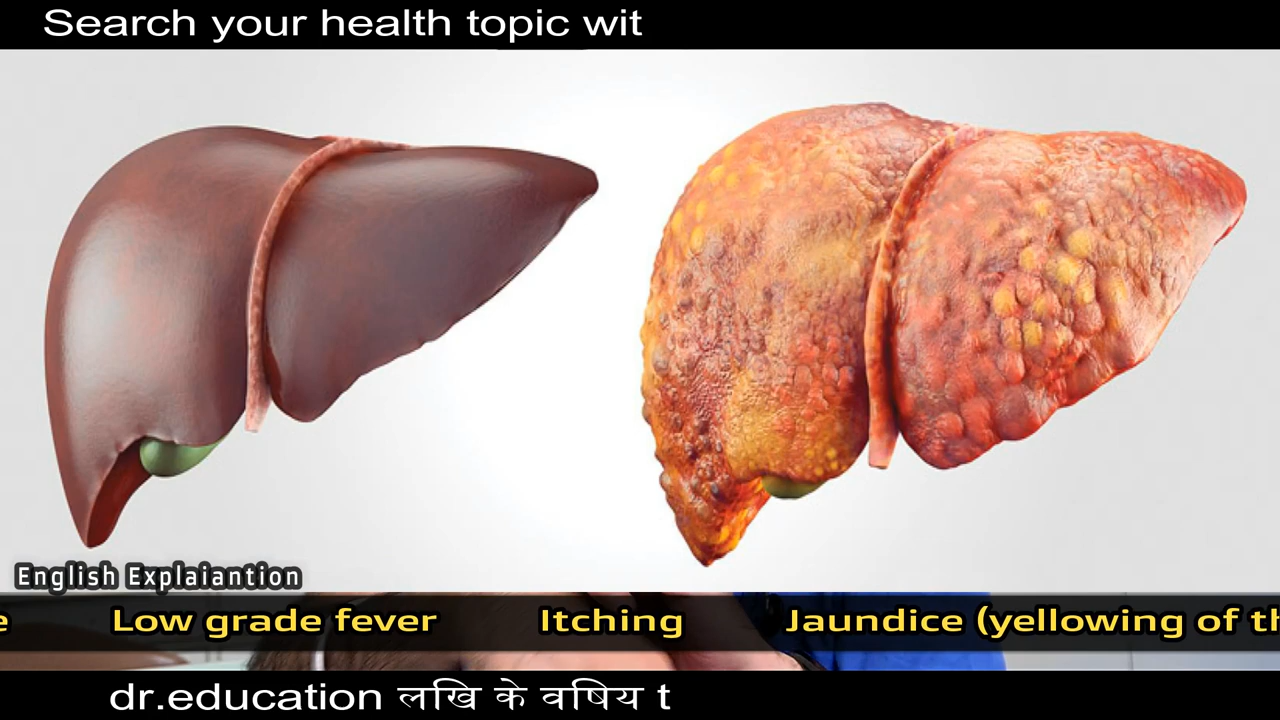 Search your health topic wit
English Explaiantion
e Low grade fever Itching Jaundice (yellowing of th
dr.education लखि के वषिय t